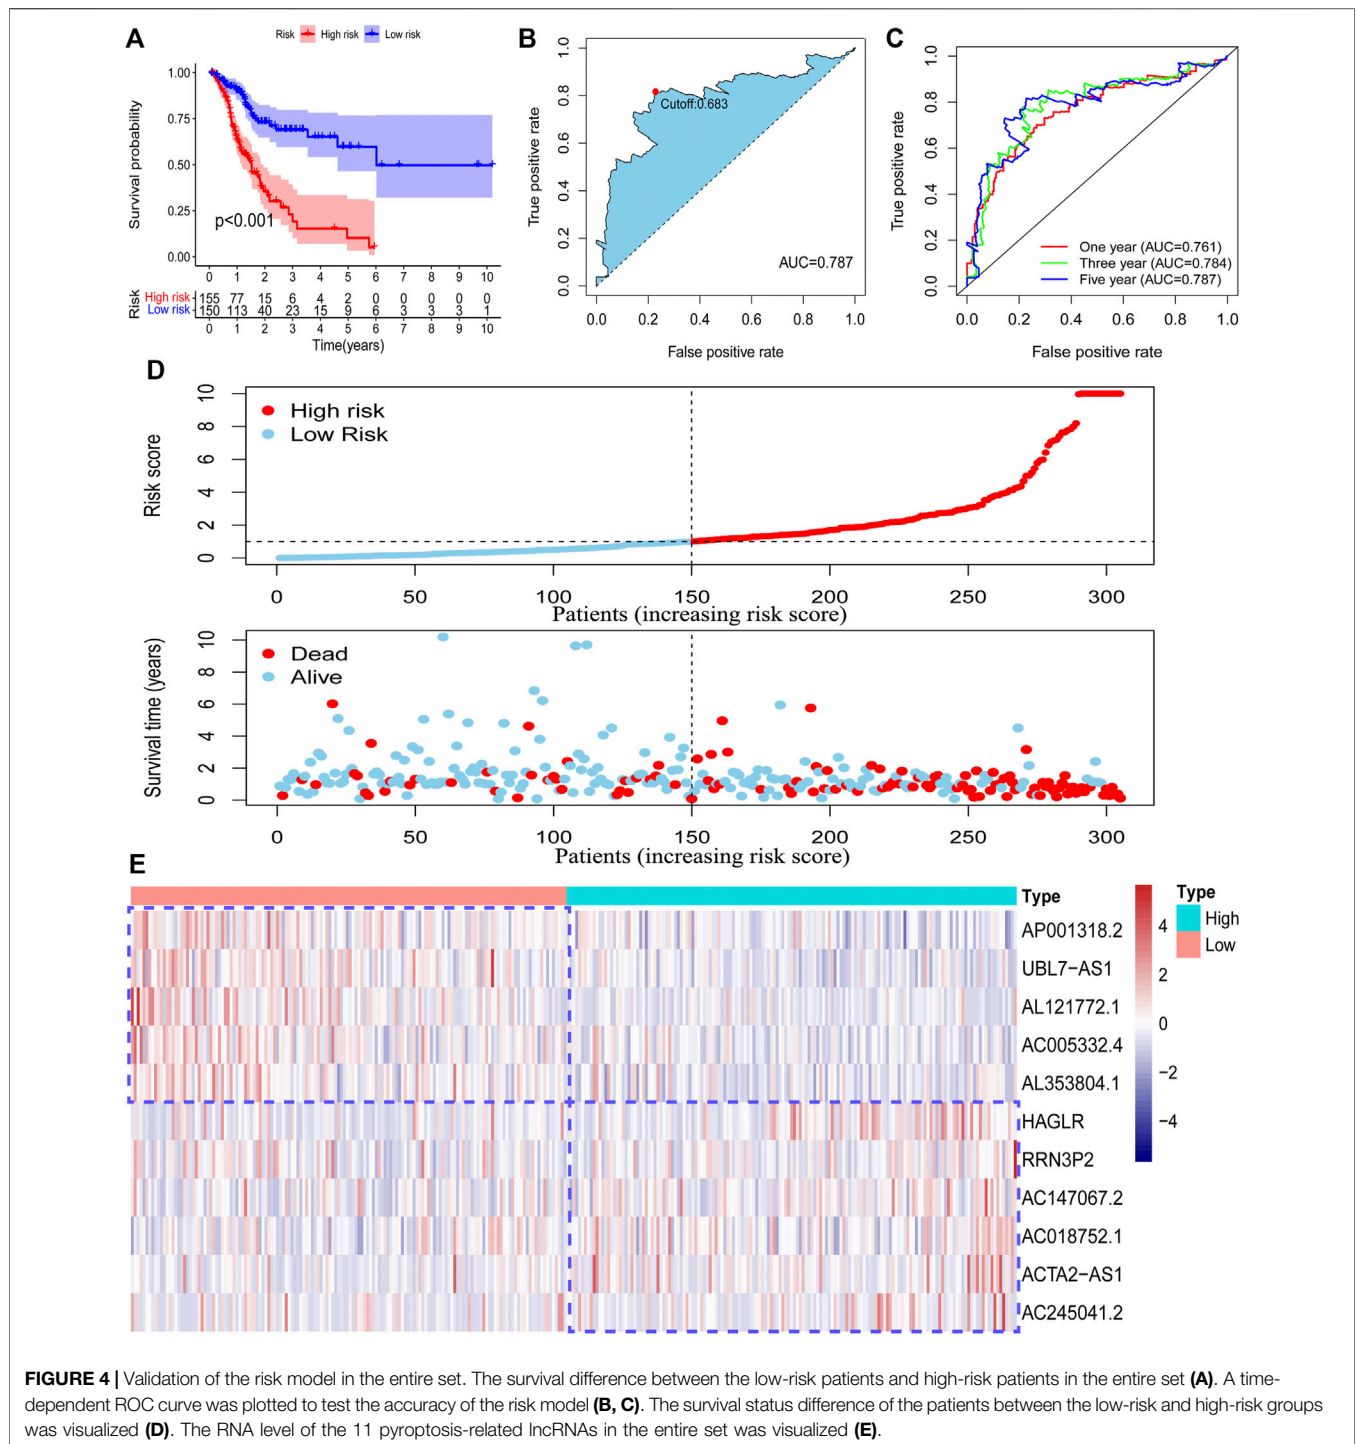 A
Risk High risk Low risk
Survival probability
1.00
0.75
0.50
0.25
0.00
p<0.001
0 1 2 3 4 5 6 7 8 9 10
Risk
High risk 155 77 15 6 4 2 0 0 0 0 0
Low risk 150 113 40 23 15 9 6 3 3 3 1
0 1 2 3 4 5 6 7 8 9 10
Time(years)
B
True positive rate
1.0
0.8
0.6
0.4
0.2
0.0
Cutoff:0.683
AUC=0.787
0.0 0.2 0.4 0.6 0.8 1.0
False positive rate
C
True positive rate
1.0
0.8
0.6
0.4
0.2
0.0
One year (AUC=0.761)
Three year (AUC=0.784)
Five year (AUC=0.787)
0.0 0.2 0.4 0.6 0.8 1.0
False positive rate
D
Risk score
10
8
6
4
2
0
High risk
Low Risk
0 50 100 150 200 250 300
Patients (increasing risk score)
Survival time (years)
10
8
6
4
2
0
Dead
Alive
0 50 100 150 200 250 300
Patients (increasing risk score)
E
Type
AP001318.2
UBL7−AS1
AL121772.1
AC005332.4
AL353804.1
HAGLR
RRN3P2
AC147067.2
AC018752.1
ACTA2−AS1
AC245041.2
4
2
0
−2
−4
Type
High
Low
FIGURE 4 | Validation of the risk model in the entire set. The survival difference between the low-risk patients and high-risk patients in the entire set (A). A time-
dependent ROC curve was plotted to test the accuracy of the risk model (B, C). The survival status difference of the patients between the low-risk and high-risk groups
was visualized (D). The RNA level of the 11 pyroptosis-related lncRNAs in the entire set was visualized (E).